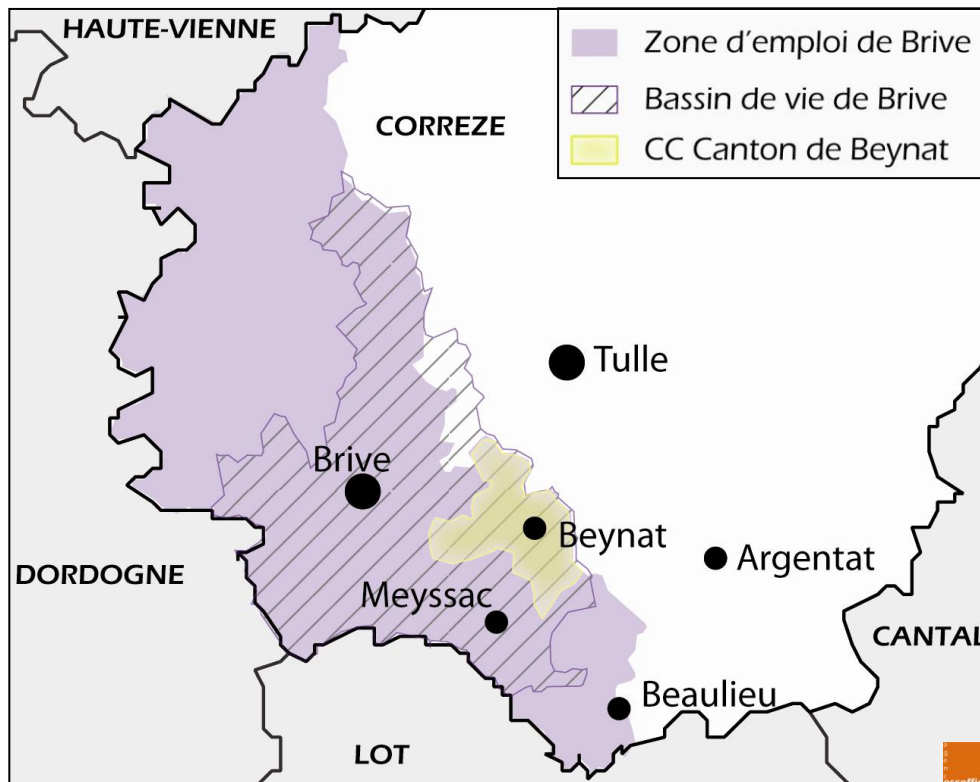 HAUTE-VIENNE
Zone d'emploi de Brive
Bassin de vie de Brive
CC Canton de Beynat
CORREZE
Tulle
Brive
Beynat
Argentat
DORDOGNE
Meyssac
CANTAL
Beaulieu
LOT